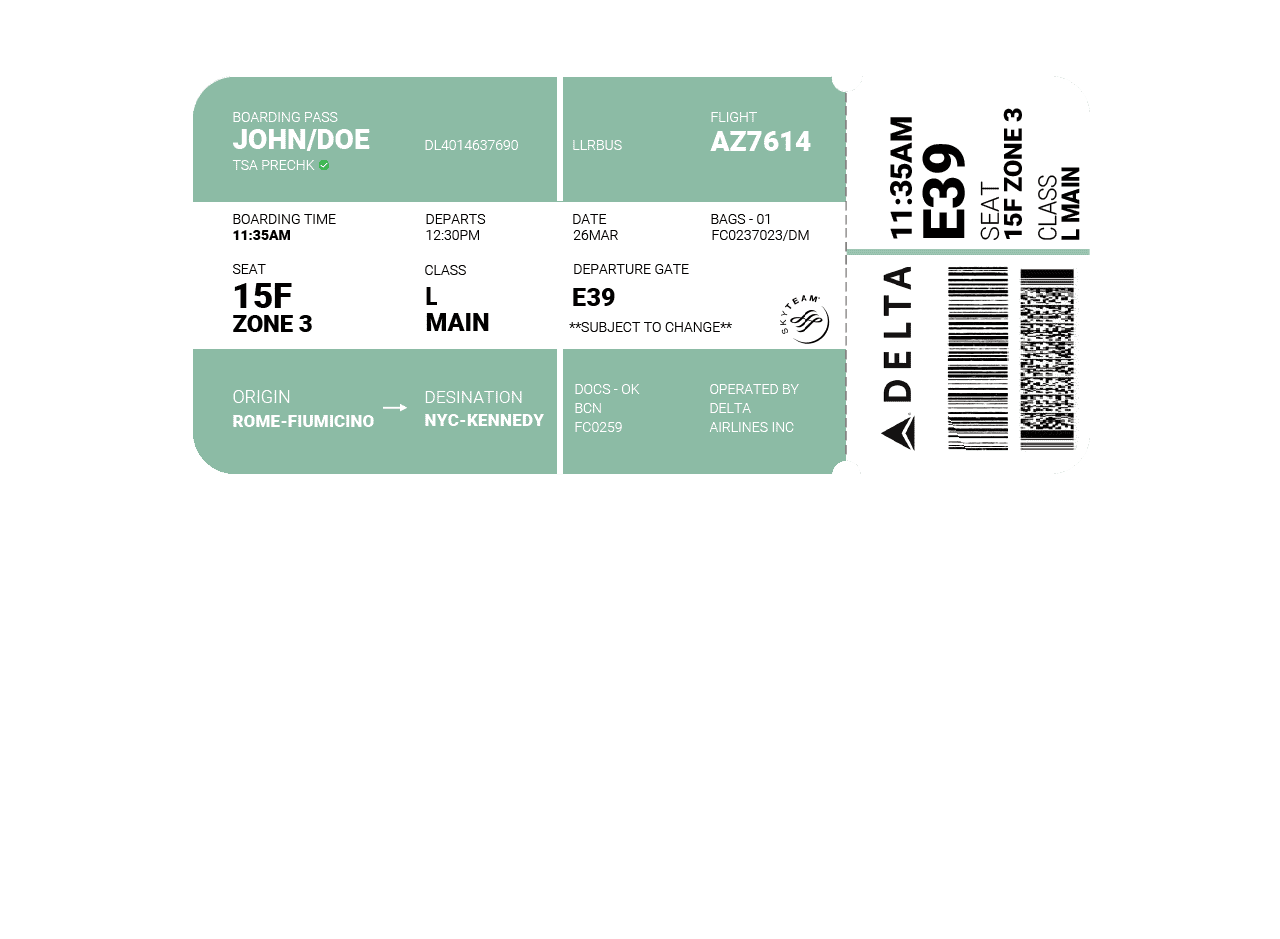 BOARDING PASS
JOHN/DOE
TSA PRECHK
DL4014637690
LLRBUS
FLIGHT
AZ7614
BOARDING TIME
11:35AM
DEPARTS
12:30PM
DATE
26MAR
BAGS - 01
FC0237023/DM
SEAT
15F
ZONE 3
CLASS
L
MAIN
DEPARTURE GATE
E39
**SUBJECT TO CHANGE**
SKYTEAM
ORIGIN
ROME-FIUMICINO
DESINATION
NYC-KENNEDY
DOCS - OK
BCN
FC0259
OPERATED BY
DELTA
AIRLINES INC
11:35AM
E39
SEAT
15F ZONE 3
CLASS
L MAIN
DELTA